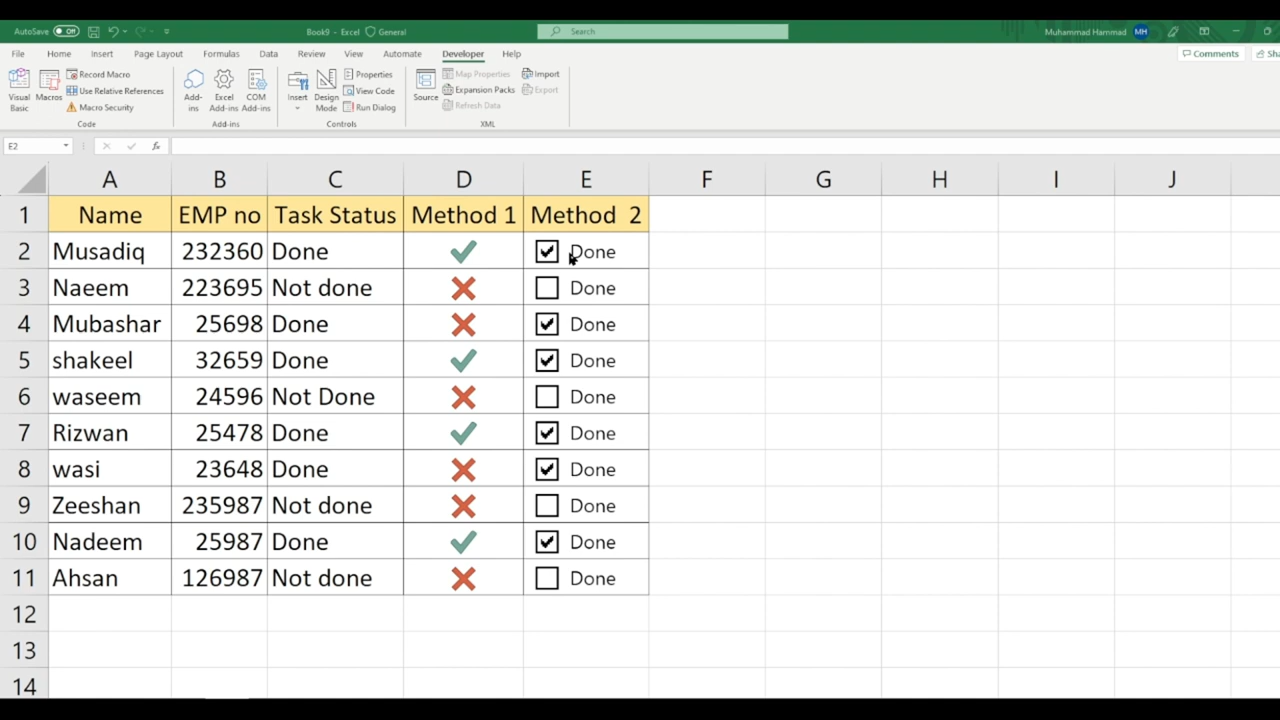 AutoSave Off Book9 - Excel General Search Muhammad Hammad MH
File Home Insert Page Layout Formulas Data Review View Automate Developer Help Comments Sha
Visual Basic Macros Record Macro Use Relative References Macro Security Code
Add-ins Excel Add-ins COM Add-ins Add-ins
Insert Design Mode Properties View Code Run Dialog Controls
Source Map Properties Expansion Packs Refresh Data Import Export XML
E2 fx
A B C D E F G H I J
1 Name EMP no Task Status Method 1 Method 2
2 Musadiq 232360 Done Done
3 Naeem 223695 Not done Done
4 Mubashar 25698 Done Done
5 shakeel 32659 Done Done
6 waseem 24596 Not Done Done
7 Rizwan 25478 Done Done
8 wasi 23648 Done Done
9 Zeeshan 235987 Not done Done
10 Nadeem 25987 Done Done
11 Ahsan 126987 Not done Done
12
13
14